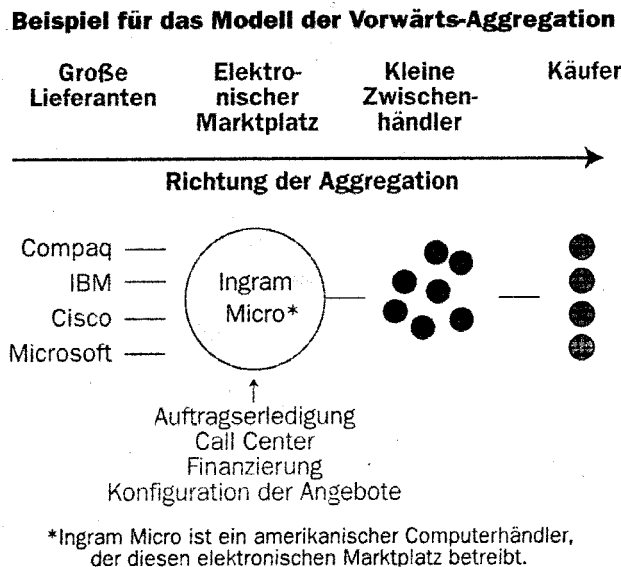 Beispiel für das Modell der Vorwärts-Aggregation
Große
Lieferanten
Elektro-
nischer
Marktplatz
Kleine
Zwischen-
händler
Käufer
Richtung der Aggregation
Compaq
IBM
Cisco
Microsoft
Ingram
Micro*
Auftragserledigung
Call Center
Finanzierung
Konfiguration der Angebote
*Ingram Micro ist ein amerikanischer Computerhändler,
der diesen elektronischen Marktplatz betreibt.